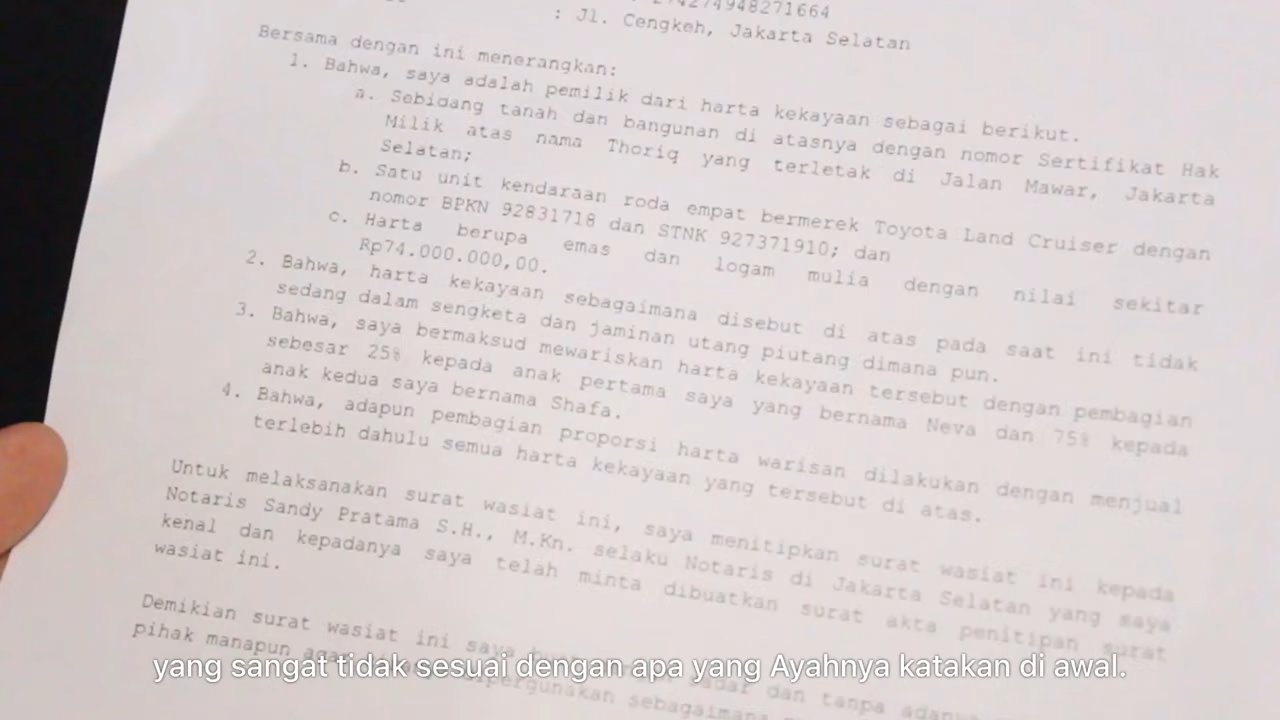 : Jl. Cengkeh, Jakarta Selatan
Bersama dengan ini menerangkan:
1. Bahwa, saya adalah pemilik dari harta kekayaan sebagai berikut.
a. Sebidang tanah dan bangunan di atasnya dengan nomor Sertifikat Hak
Milik atas nama Thoriq yang terletak di Jalan Mawar, Jakarta
Selatan;
b. Satu unit kendaraan roda empat bermerek Toyota Land Cruiser dengan
nomor BPKN 92831718 dan STNK 927371910; dan
c. Harta berupa emas dan logam mulia dengan nilai sekitar
Rp74.000.000,00.
2. Bahwa, harta kekayaan sebagaimana disebut di atas pada saat ini tidak
sedang dalam sengketa dan jaminan utang piutang dimana pun.
3. Bahwa, saya bermaksud mewariskan harta kekayaan tersebut dengan pembagian
sebesar 25% kepada anak pertama saya yang bernama Neva dan 75% kepada
anak kedua saya bernama Shafa.
4. Bahwa, adapun pembagian proporsi harta warisan dilakukan dengan menjual
terlebih dahulu semua harta kekayaan yang tersebut di atas.
Untuk melaksanakan surat wasiat ini, saya menitipkan surat wasiat ini kepada
Notaris Sandy Pratama S.H., M.Kn. selaku Notaris di Jakarta Selatan yang saya
kenal dan kepadanya saya telah minta dibuatkan surat akta penitipan surat
wasiat ini.
Demikian surat wasiat ini saya sadar dan tanpa adanya
pihak manapun dipergunakan sebagaimana
yang sangat tidak sesuai dengan apa yang Ayahnya katakan di awal.